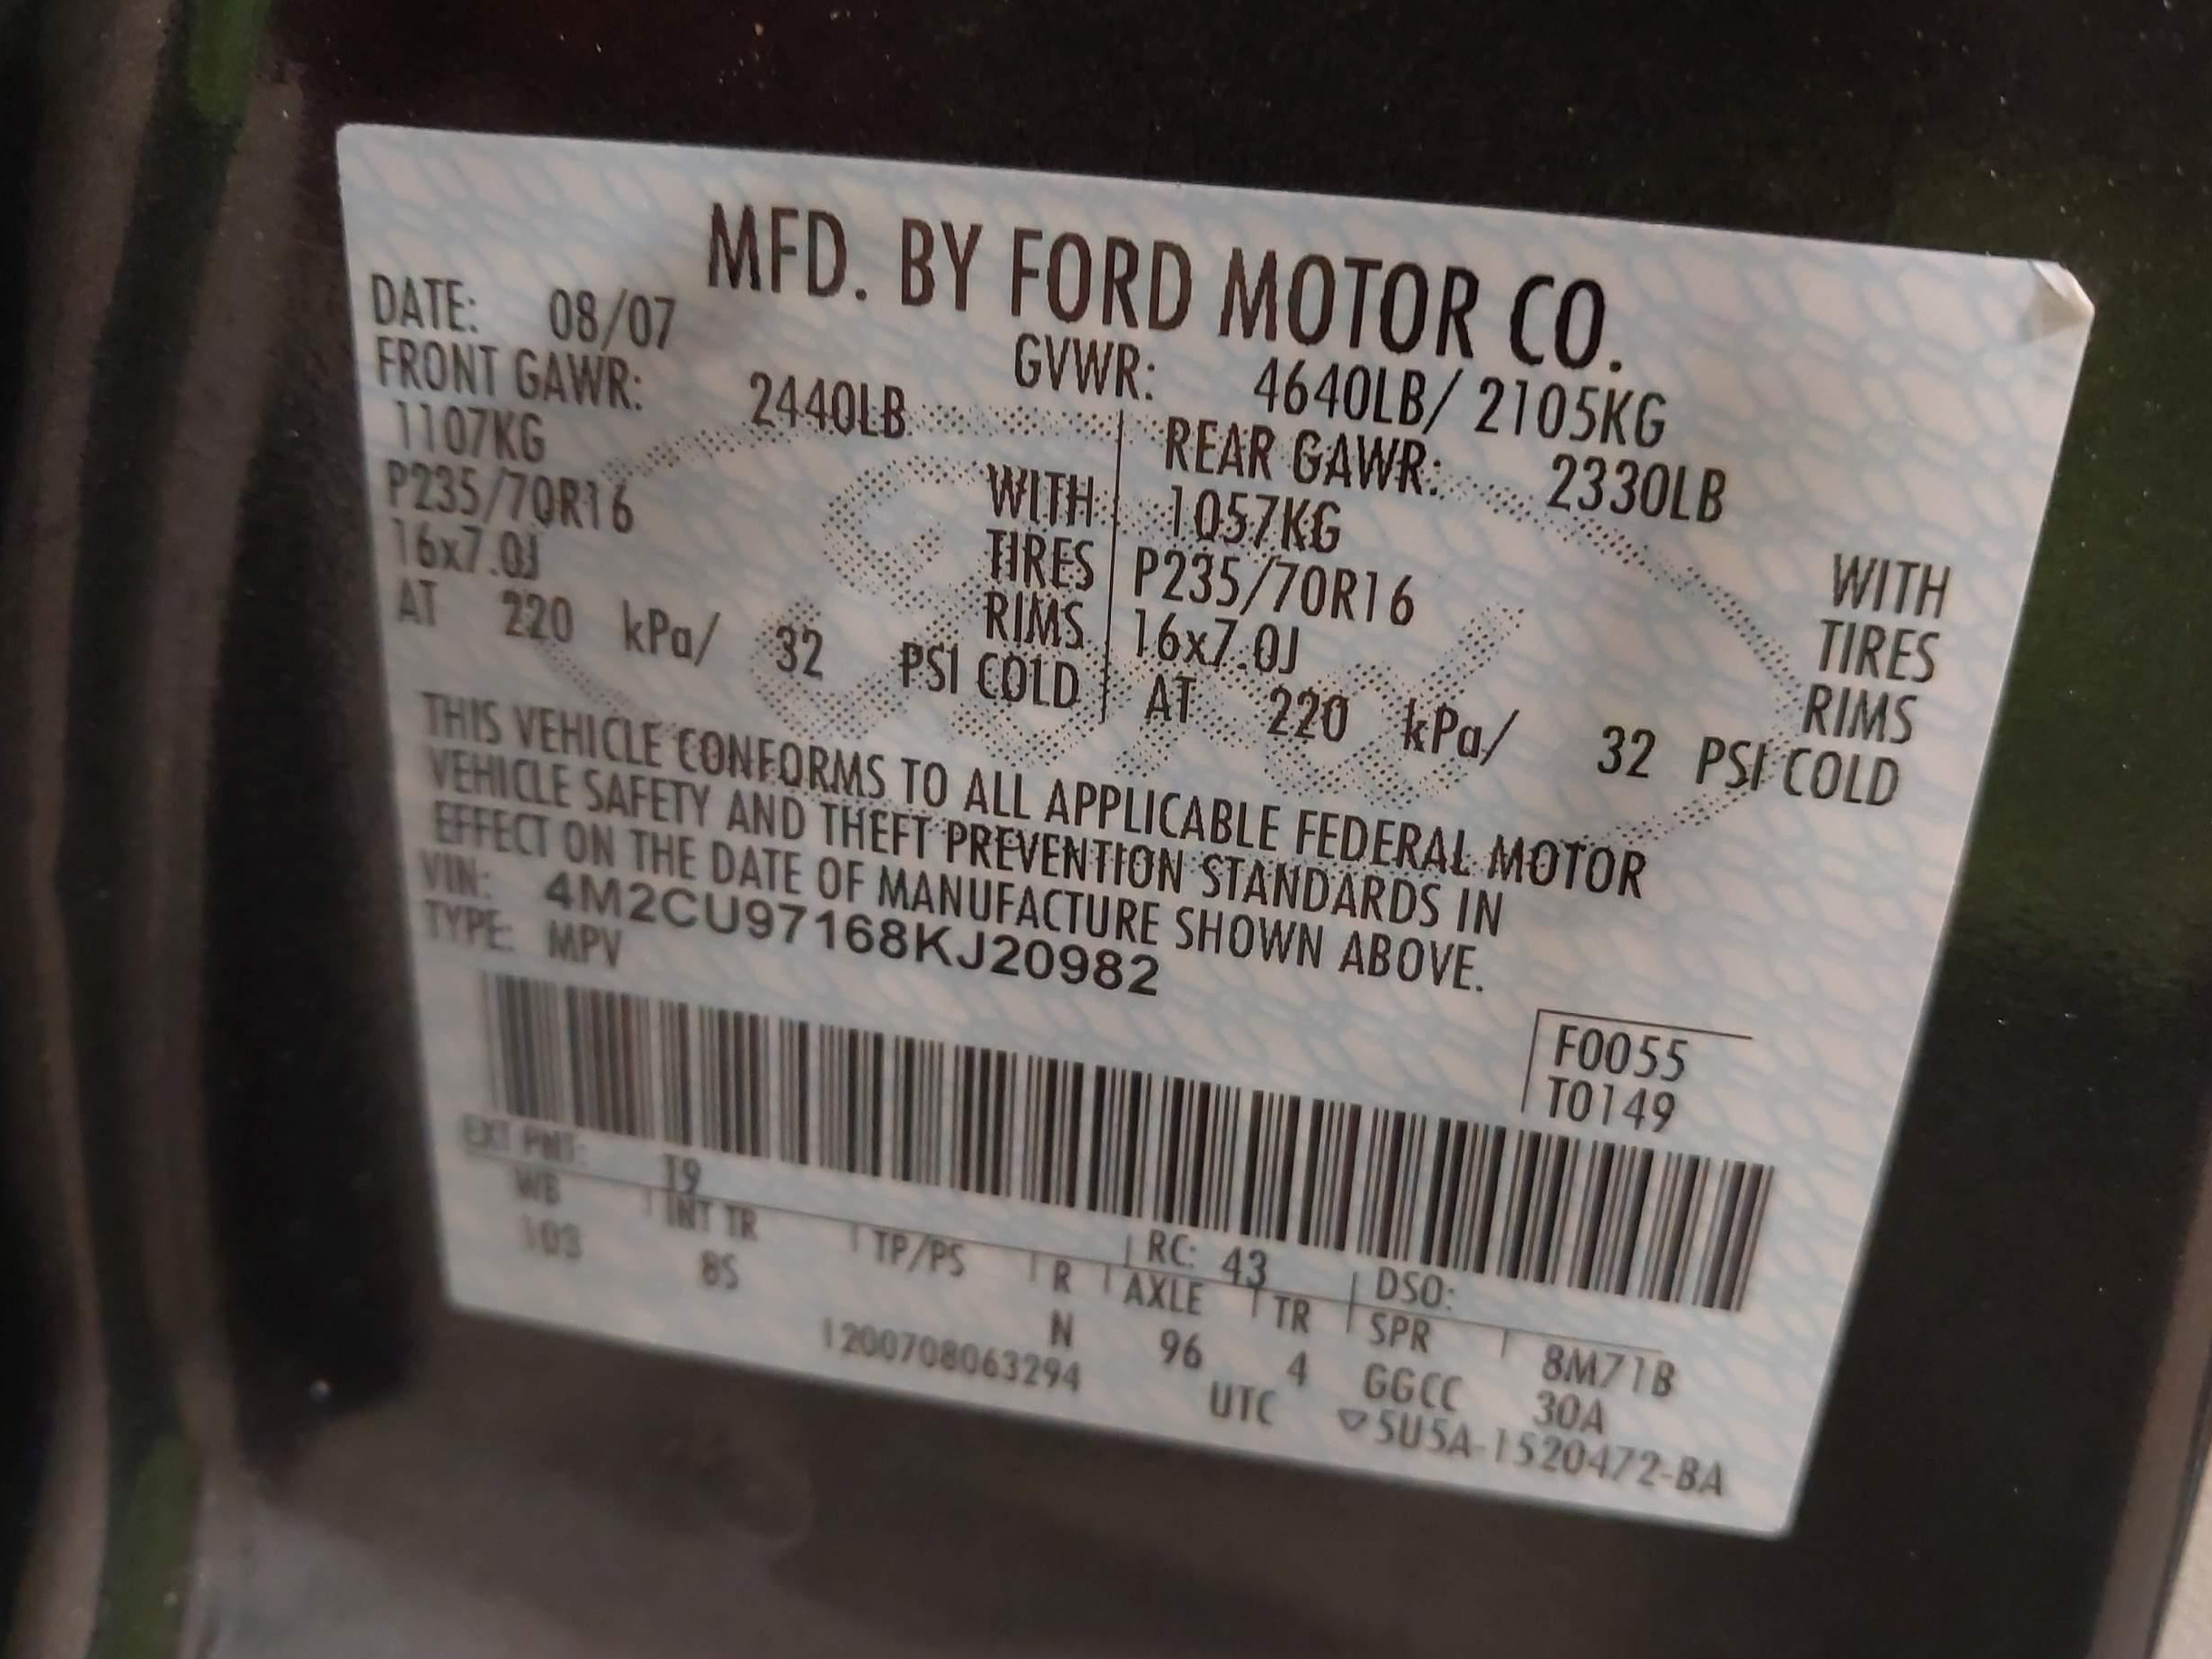 MFD. BY FORD MOTOR CO.
DATE: 08/07 GVWR: 4640LB/ 2105KG
FRONT GAWR: 2440LB REAR GAWR: 2330LB
1107KG WITH 1057KG WITH
P235/70R16 TIRES P235/70R16 TIRES
16x7.0J RIMS 16x7.0J RIMS
AT 220 kPa/ 32 PSI COLD AT 220 kPa/ 32 PSI COLD
THIS VEHICLE CONFORMS TO ALL APPLICABLE FEDERAL MOTOR
VEHICLE SAFETY AND THEFT PREVENTION STANDARDS IN
EFFECT ON THE DATE OF MANUFACTURE SHOWN ABOVE.
VIN: 4M2CU97168KJ20982
TYPE: MPV
F0055
T0149
EXT PNT: T9 RC: 43 DSO:
WB INT TR TP/PS R AXLE TR SPR 8M71B
103 8S N 96 4 GGCC 30A
1200708063294 UTC ▽5U5A-1520472-BA